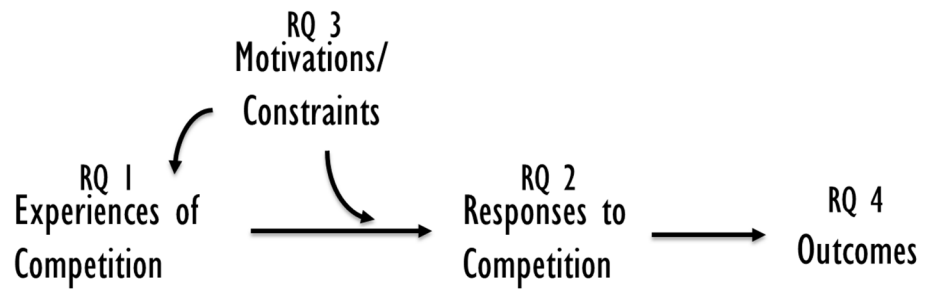 RQ 3
Motivations/
Constraints
RQ 1
Experiences of
Competition
RQ 2
Responses to
Competition
RQ 4
Outcomes